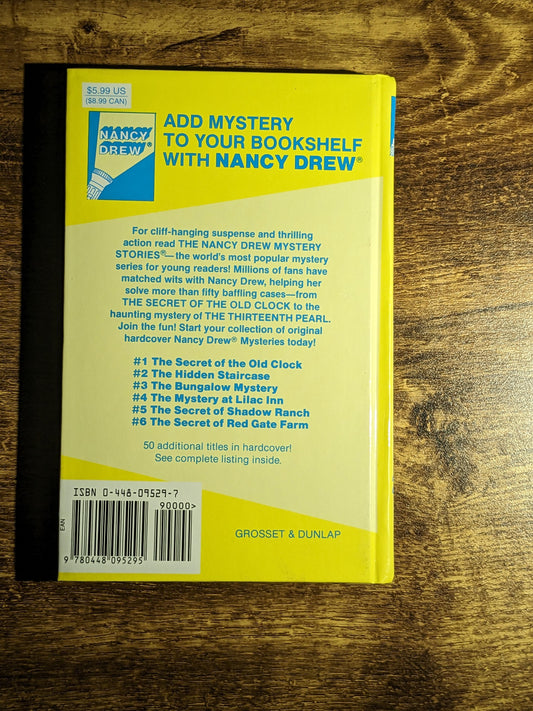 $5.99 US
($8.99 CAN)
NANCY
DREW®
ADD MYSTERY
TO YOUR BOOKSHELF
WITH NANCY DREW®
For cliff-hanging suspense and thrilling
action read THE NANCY DREW MYSTERY
STORIES®—the world's most popular mystery
series for young readers! Millions of fans have
matched wits with Nancy Drew, helping her
solve more than fifty baffling cases—from
THE SECRET OF THE OLD CLOCK to the
haunting mystery of THE THIRTEENTH PEARL.
Join the fun! Start your collection of original
hardcover Nancy Drew® Mysteries today!
#1 The Secret of the Old Clock
#2 The Hidden Staircase
#3 The Bungalow Mystery
#4 The Mystery at Lilac Inn
#5 The Secret of Shadow Ranch
#6 The Secret of Red Gate Farm
50 additional titles in hardcover!
See complete listing inside.
ISBN 0-448-09529-7
90000>
EAN
9 780448 095295
GROSSET & DUNLAP